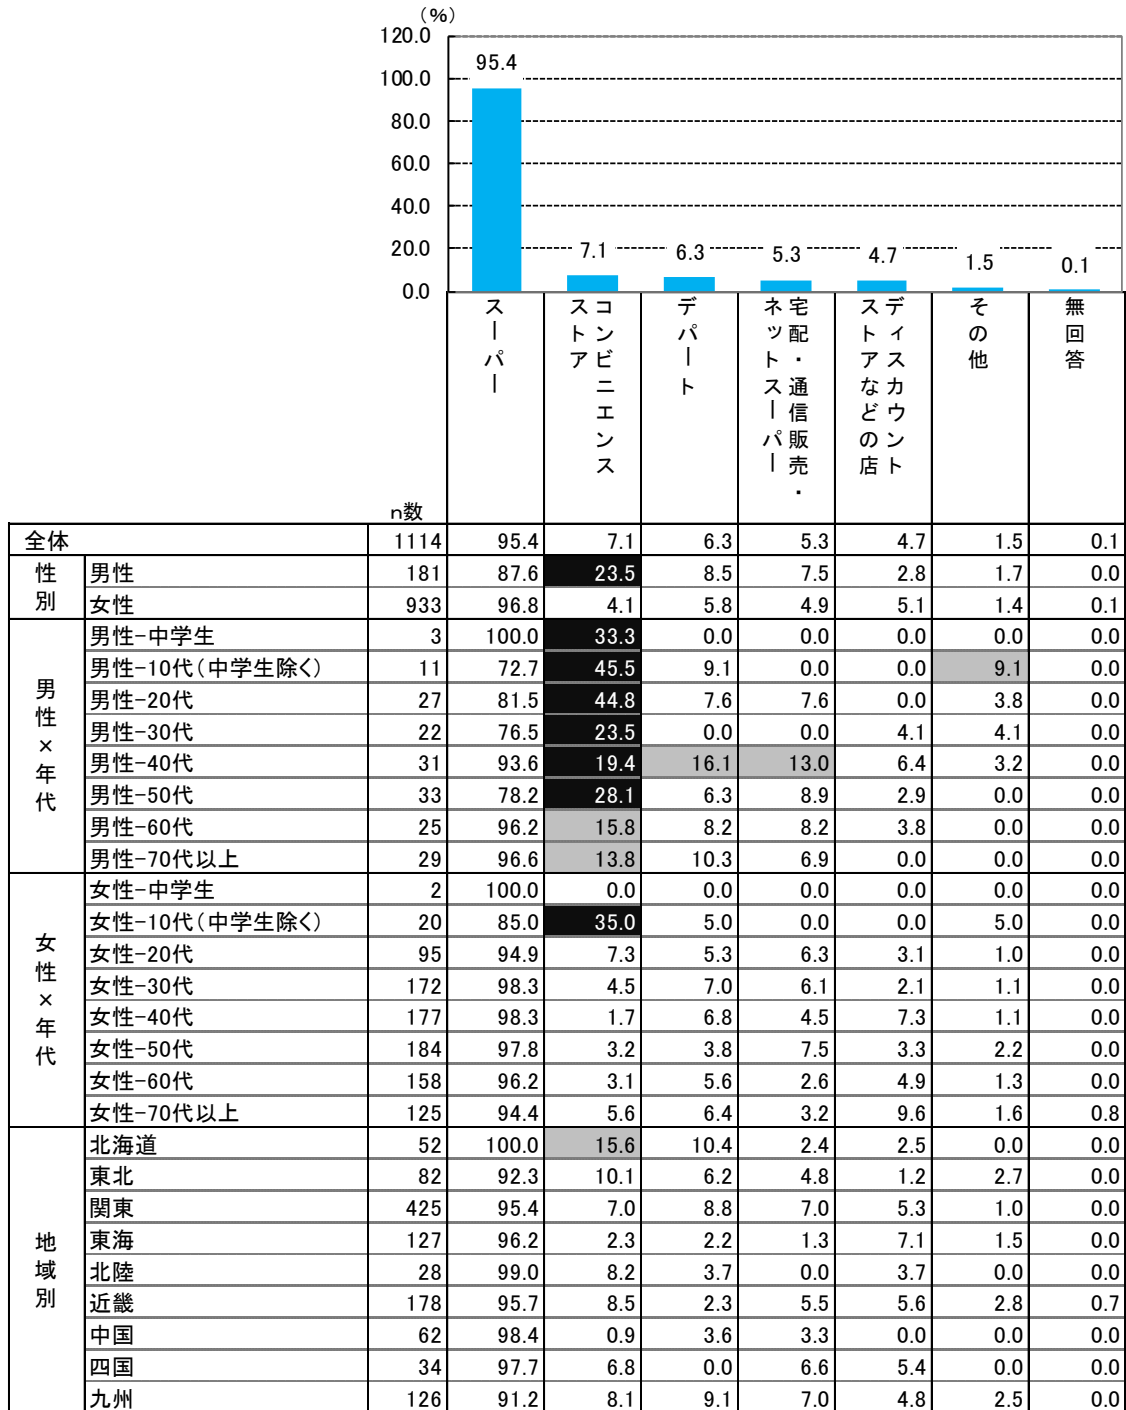 (%)
120.0
100.0
80.0
60.0
40.0
20.0
0.0
95.4 7.1 6.3 5.3 4.7 1.5 0.1
スーパー
コンビニエンスストア
デパート
宅配・通信販売・ネットスーパー
ディスカウントストアなどの店
その他
無回答
n数
全体 1114 95.4 7.1 6.3 5.3 4.7 1.5 0.1
性別
男性 181 87.6 23.5 8.5 7.5 2.8 1.7 0.0
女性 933 96.8 4.1 5.8 4.9 5.1 1.4 0.1
男性×年代
男性-中学生 3 100.0 33.3 0.0 0.0 0.0 0.0 0.0
男性-10代(中学生除く) 11 72.7 45.5 9.1 0.0 0.0 9.1 0.0
男性-20代 27 81.5 44.8 7.6 7.6 0.0 3.8 0.0
男性-30代 22 76.5 23.5 0.0 0.0 4.1 4.1 0.0
男性-40代 31 93.6 19.4 16.1 13.0 6.4 3.2 0.0
男性-50代 33 78.2 28.1 6.3 8.9 2.9 0.0 0.0
男性-60代 25 96.2 15.8 8.2 8.2 3.8 0.0 0.0
男性-70代以上 29 96.6 13.8 10.3 6.9 0.0 0.0 0.0
女性×年代
女性-中学生 2 100.0 0.0 0.0 0.0 0.0 0.0 0.0
女性-10代(中学生除く) 20 85.0 35.0 5.0 0.0 0.0 5.0 0.0
女性-20代 95 94.9 7.3 5.3 6.3 3.1 1.0 0.0
女性-30代 172 98.3 4.5 7.0 6.1 2.1 1.1 0.0
女性-40代 177 98.3 1.7 6.8 4.5 7.3 1.1 0.0
女性-50代 184 97.8 3.2 3.8 7.5 3.3 2.2 0.0
女性-60代 158 96.2 3.1 5.6 2.6 4.9 1.3 0.0
女性-70代以上 125 94.4 5.6 6.4 3.2 9.6 1.6 0.8
地域別
北海道 52 100.0 15.6 10.4 2.4 2.5 0.0 0.0
東北 82 92.3 10.1 6.2 4.8 1.2 2.7 0.0
関東 425 95.4 7.0 8.8 7.0 5.3 1.0 0.0
東海 127 96.2 2.3 2.2 1.3 7.1 1.5 0.0
北陸 28 99.0 8.2 3.7 0.0 3.7 0.0 0.0
近畿 178 95.7 8.5 2.3 5.5 5.6 2.8 0.7
中国 62 98.4 0.9 3.6 3.3 0.0 0.0 0.0
四国 34 97.7 6.8 0.0 6.6 5.4 0.0 0.0
九州 126 91.2 8.1 9.1 7.0 4.8 2.5 0.0